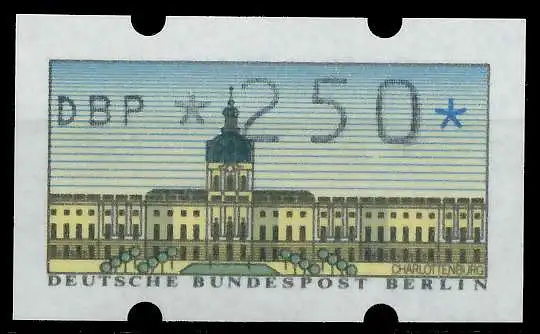 DBP *250*
CHARLOTTENBURG
DEUTSCHE BUNDESPOST BERLIN